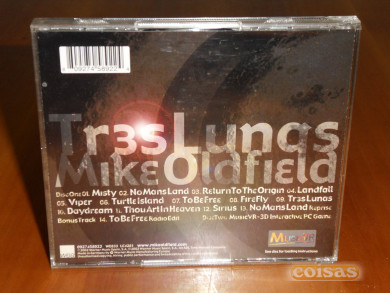 Tr3s Lunas
Mike Oldfield
Disc One 01. Misty 02. No Mans Land 03. Return To The Origin 04. Landfall
05. Viper 06. Turtle Island 07. To Be Free 08. Fire Fly 09. Tr3s Lunas
10. Daydream 11. Thou Art In Heaven 12. Sirius 13. No Mans Land Reprise
Bonus Track 14. To Be Free Radio Edit Disc Two MusicVR - 3D Interactive PC Game
www.mikeoldfield.com
coisas